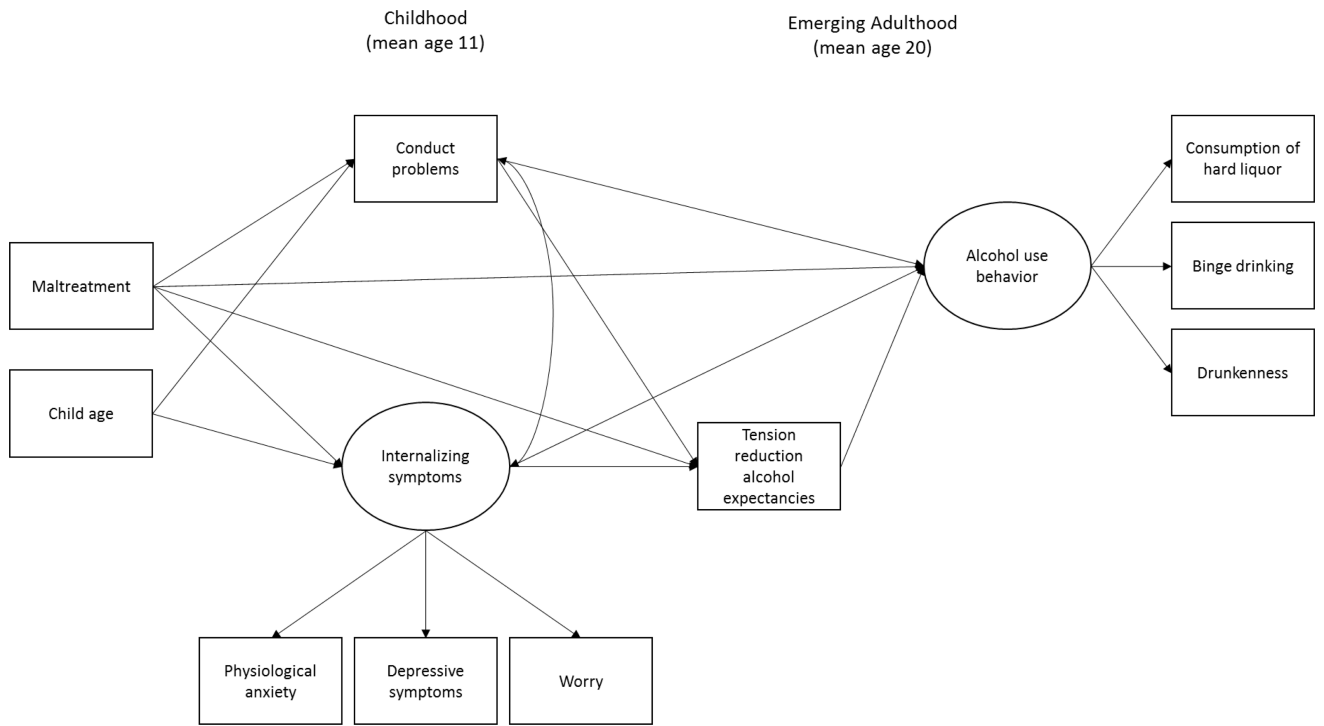 Childhood
(mean age 11)
Emerging Adulthood
(mean age 20)
Conduct
problems
Consumption of
hard liquor
Maltreatment
Alcohol use
behavior
Binge drinking
Child age
Drunkenness
Internalizing
symptoms
Tension
reduction
alcohol
expectancies
Physiological
anxiety
Depressive
symptoms
Worry